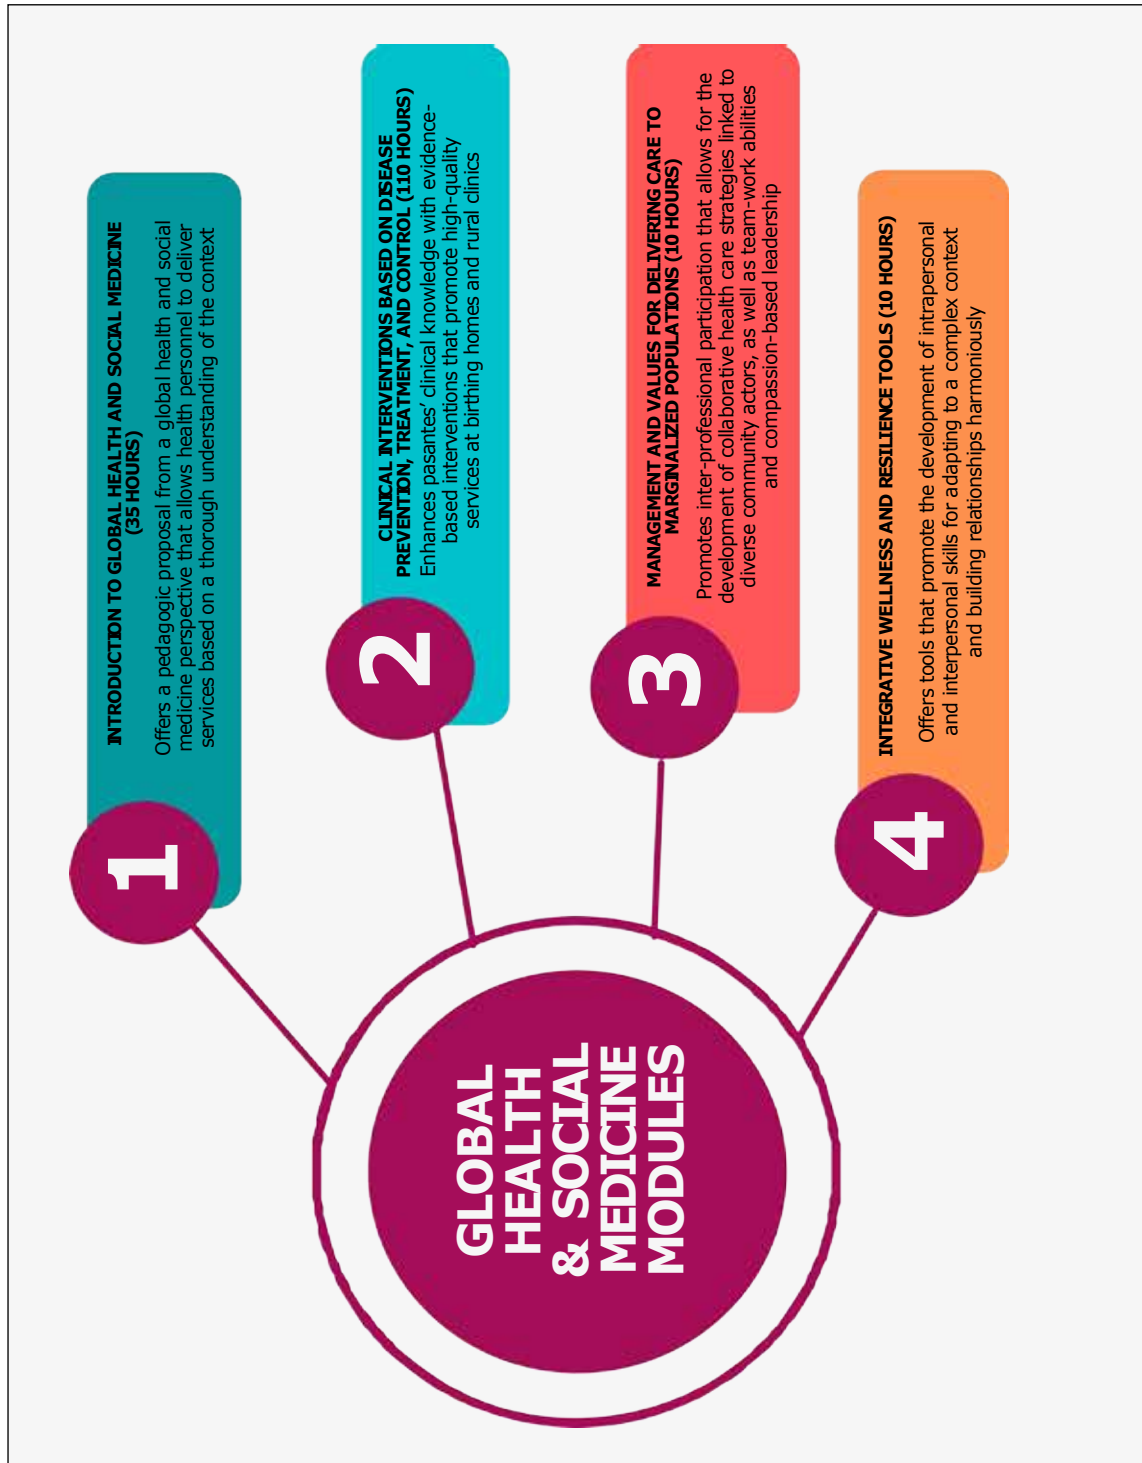 GLOBAL
HEALTH
& SOCIAL
MEDICINE
MODULES
1
INTRODUCTION TO GLOBAL HEALTH AND SOCIAL MEDICINE
(35 HOURS)
Offers a pedagogic proposal from a global health and social
medicine perspective that allows health personnel to deliver
services based on a thorough understanding of the context
2
CLINICAL INTERVENTIONS BASED ON DISEASE
PREVENTION, TREATMENT, AND CONTROL (110 HOURS)
Enhances pasantes’ clinical knowledge with evidence-
based interventions that promote high-quality
services at birthing homes and rural clinics
3
MANAGEMENT AND VALUES FOR DELIVERING CARE TO
MARGINALIZED POPULATIONS (10 HOURS)
Promotes inter-professional participation that allows for the
development of collaborative health care strategies linked to
diverse community actors, as well as team-work abilities
and compassion-based leadership
4
INTEGRATIVE WELLNESS AND RESILIENCE TOOLS (10 HOURS)
Offers tools that promote the development of intrapersonal
and interpersonal skills for adapting to a complex context
and building relationships harmoniously